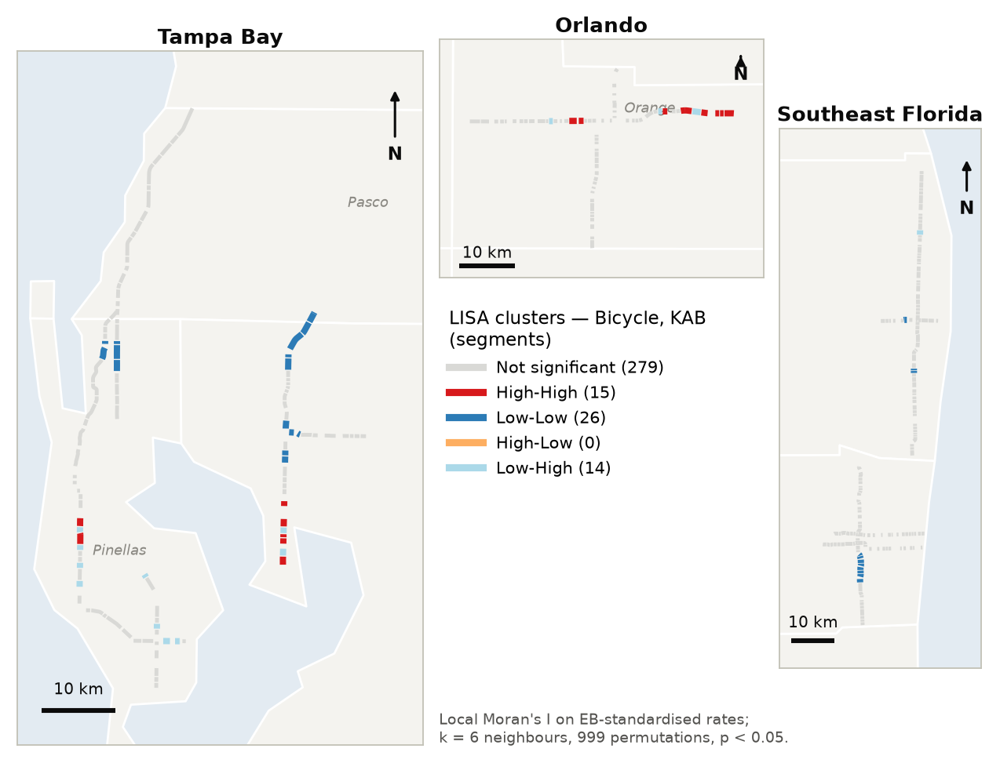 Tampa Bay
Orlando
Southeast Florida
N
N
N
Orange
Pasco
10 km
LISA clusters — Bicycle, KAB
(segments)
Not significant (279)
High-High (15)
Low-Low (26)
High-Low (0)
Low-High (14)
Pinellas
10 km
10 km
Local Moran's I on EB-standardised rates;
k = 6 neighbours, 999 permutations, p < 0.05.